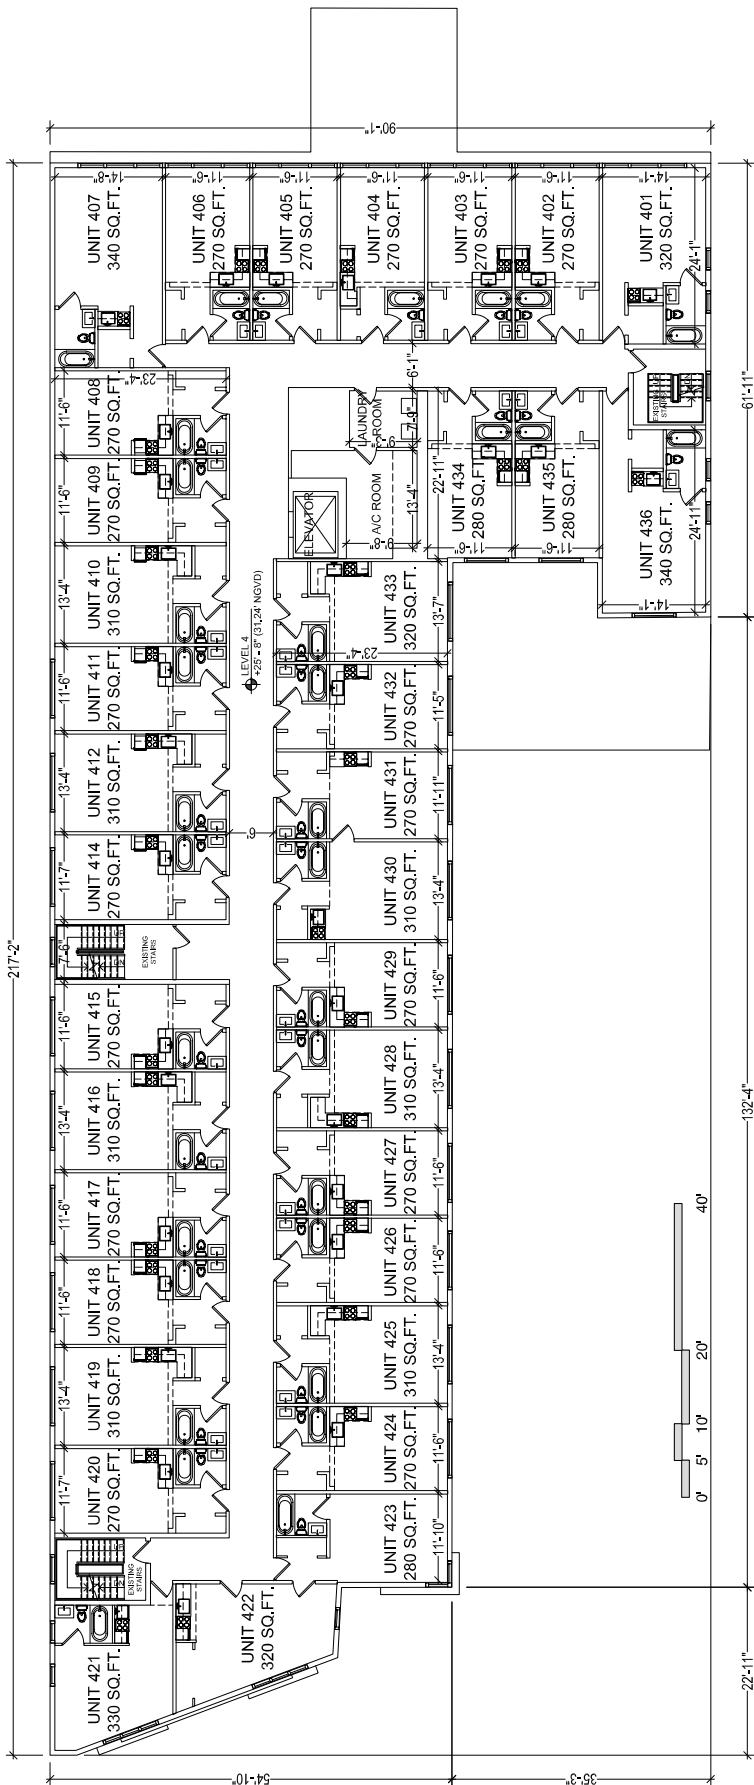 90'-1"
217'-2"
14'-8"
11'-6"
11'-6"
11'-6"
11'-6"
11'-6"
14'-1"
UNIT 407
340 SQ.FT.
UNIT 406
270 SQ.FT.
UNIT 405
270 SQ.FT.
UNIT 404
270 SQ.FT.
UNIT 403
270 SQ.FT.
UNIT 402
270 SQ.FT.
UNIT 401
320 SQ.FT.
24'-1"
61'-11"
23'-4"
6'-1"
11'-6"
UNIT 408
270 SQ.FT.
11'-6"
UNIT 409
270 SQ.FT.
13'-4"
UNIT 410
310 SQ.FT.
11'-6"
UNIT 411
270 SQ.FT.
13'-4"
UNIT 412
310 SQ.FT.
11'-7"
UNIT 414
270 SQ.FT.
7'-6"
UP
DN
EXISTING
STAIRS
11'-6"
UNIT 415
270 SQ.FT.
13'-4"
UNIT 416
310 SQ.FT.
11'-6"
UNIT 417
270 SQ.FT.
11'-6"
UNIT 418
270 SQ.FT.
13'-4"
UNIT 419
310 SQ.FT.
11'-7"
UNIT 420
270 SQ.FT.
UP
DN
EXISTING
STAIRS
UNIT 421
330 SQ.FT.
UNIT 422
320 SQ.FT.
LAUNDRY
ROOM
7'-9"
9'-3"
A/C ROOM
13'-4"
9'-8"
ELEVATOR
LEVEL 4
+25' - 8" (31.24' NGVD)
6'
EXISTING
STAIRS
UP
DN
22'-11"
UNIT 434
280 SQ.FT.
11'-6"
UNIT 435
280 SQ.FT.
11'-6"
UNIT 436
340 SQ.FT.
24'-11"
14'-1"
UNIT 433
320 SQ.FT.
13'-7"
23'-4"
UNIT 432
270 SQ.FT.
11'-5"
UNIT 431
270 SQ.FT.
11'-11"
UNIT 430
310 SQ.FT.
13'-4"
UNIT 429
270 SQ.FT.
11'-6"
UNIT 428
310 SQ.FT.
13'-4"
UNIT 427
270 SQ.FT.
11'-6"
UNIT 426
270 SQ.FT.
11'-6"
UNIT 425
310 SQ.FT.
13'-4"
UNIT 424
270 SQ.FT.
11'-6"
UNIT 423
280 SQ.FT.
11'-10"
132'-4"
22'-11"
54'-10"
35'-3"
0'
5'
10'
20'
40'